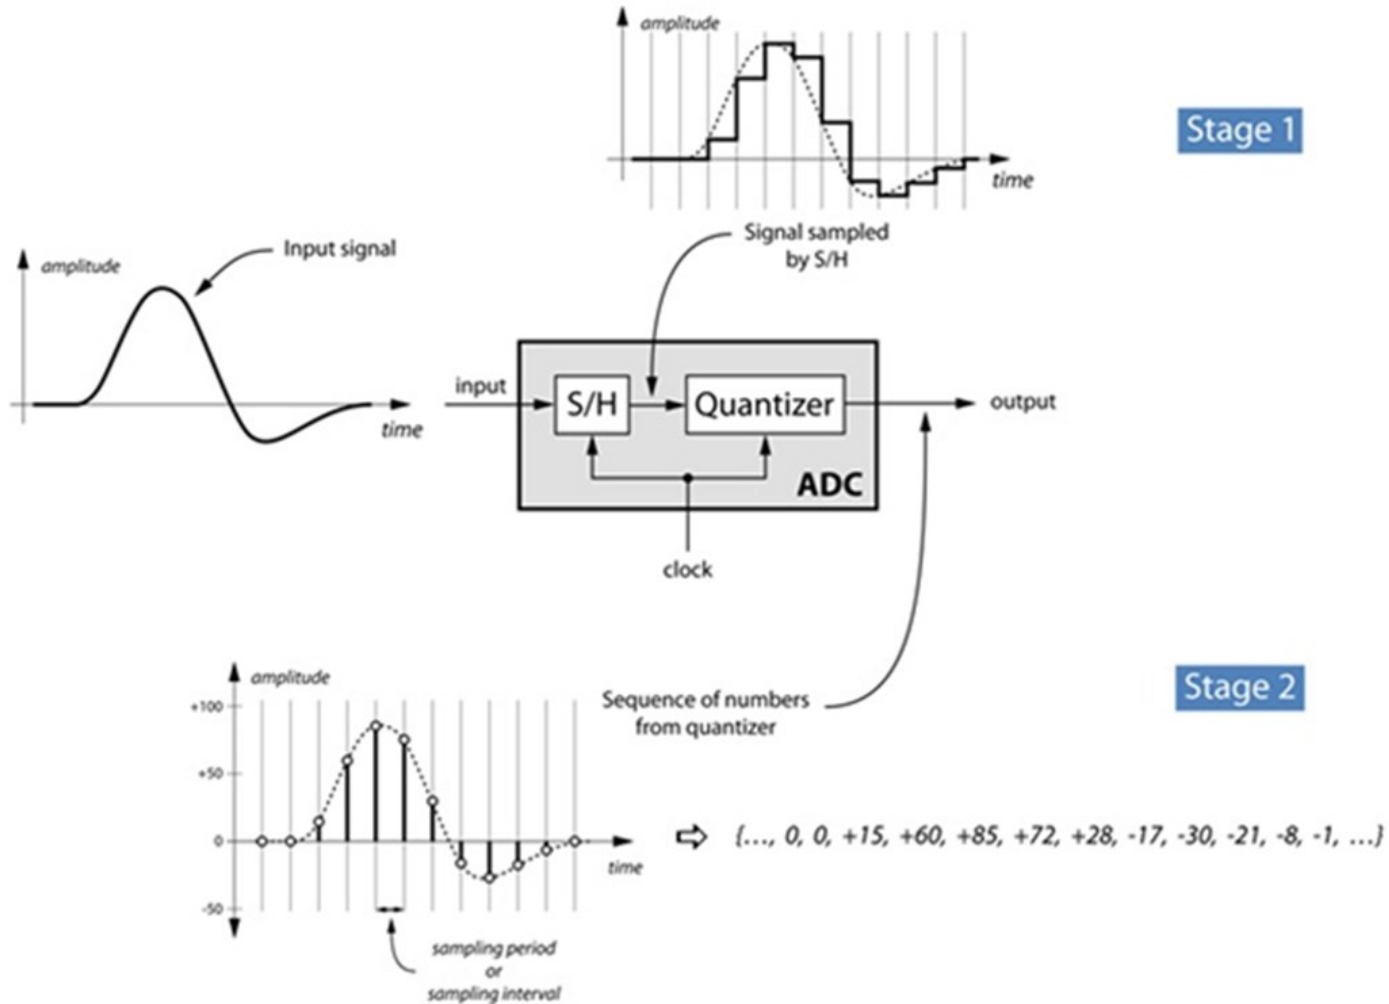 amplitude
time
Stage 1
Signal sampled
by S/H
Input signal
amplitude
time
input
S/H
Quantizer
output
ADC
clock
Stage 2
amplitude
+100
+50
0
-50
time
Sequence of numbers
from quantizer
{..., 0, 0, +15, +60, +85, +72, +28, -17, -30, -21, -8, -1, ...}
sampling period
or
sampling interval